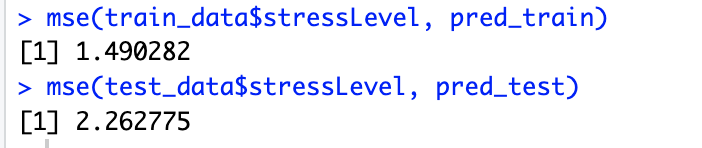 > mse(train_data$stressLevel, pred_train)
[1] 1.490282
> mse(test_data$stressLevel, pred_test)
[1] 2.262775